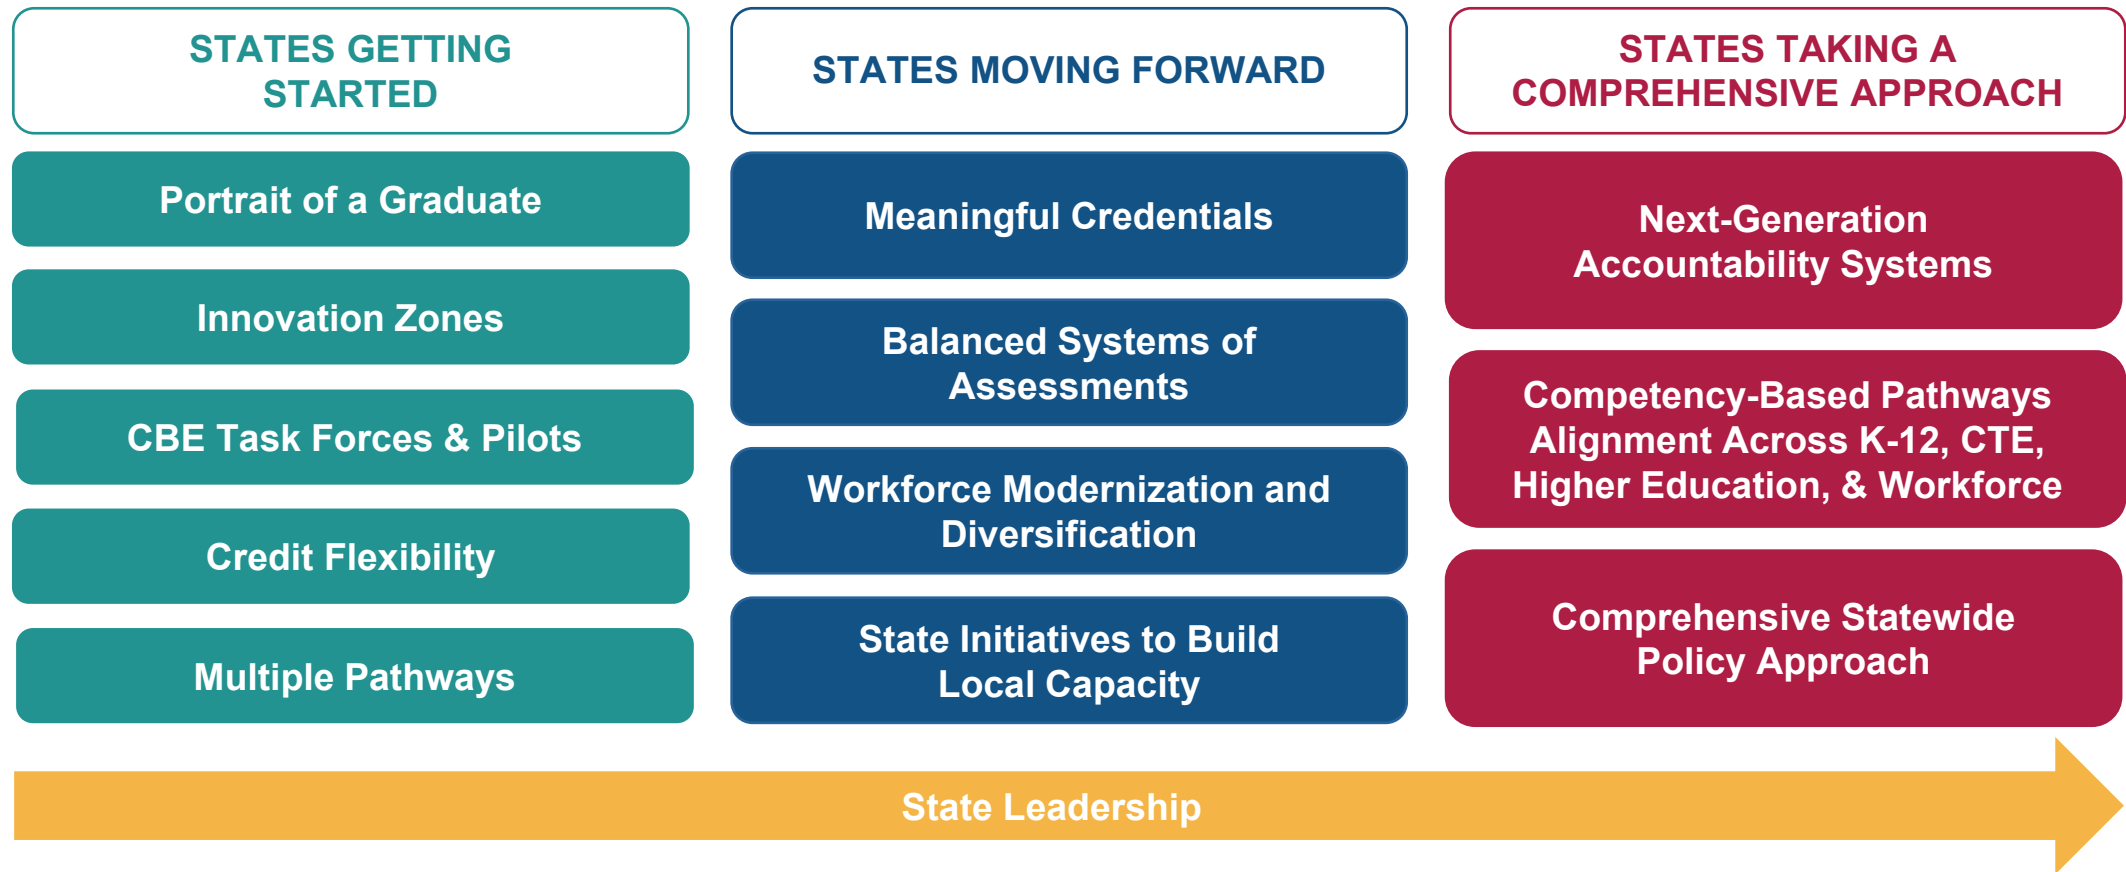 STATES GETTING
STARTED
Portrait of a Graduate
Innovation Zones
CBE Task Forces & Pilots
Credit Flexibility
Multiple Pathways
STATES MOVING FORWARD
Meaningful Credentials
Balanced Systems of
Assessments
Workforce Modernization and
Diversification
State Initiatives to Build
Local Capacity
STATES TAKING A
COMPREHENSIVE APPROACH
Next-Generation
Accountability Systems
Competency-Based Pathways
Alignment Across K-12, CTE,
Higher Education, & Workforce
Comprehensive Statewide
Policy Approach
State Leadership